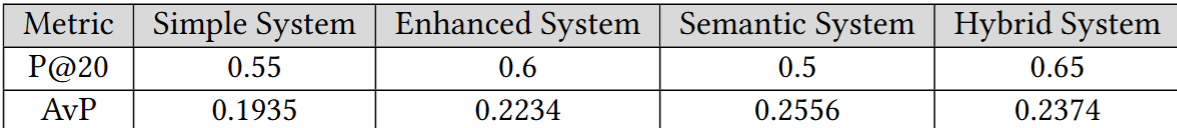 Metric Simple System Enhanced System Semantic System Hybrid System
P@20 0.55 0.6 0.5 0.65
AvP 0.1935 0.2234 0.2556 0.2374